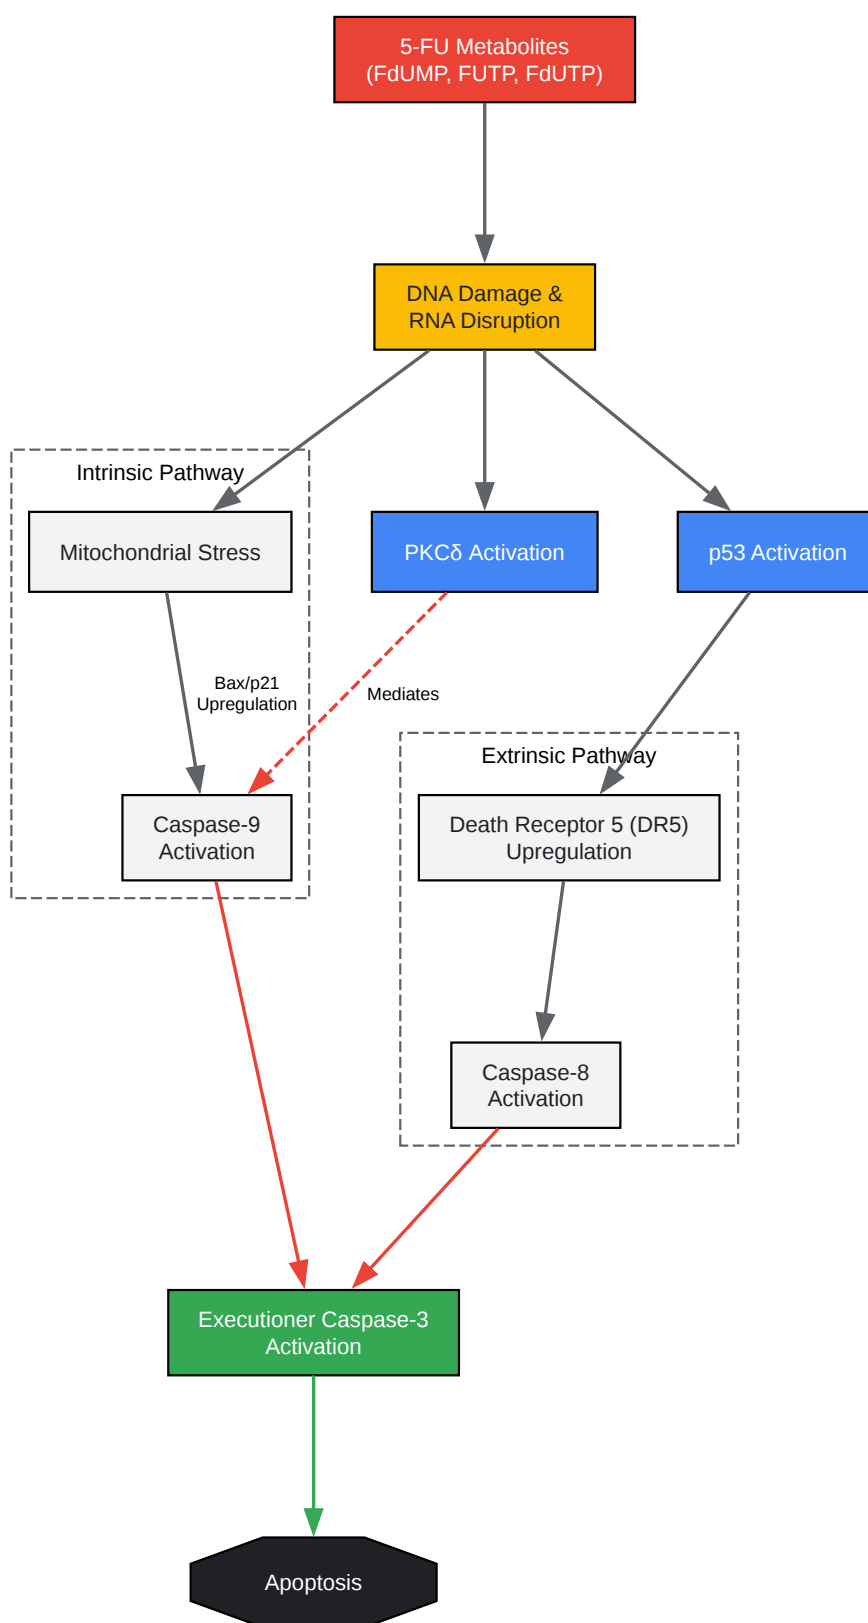 5-FU Metabolites
(FdUMP, FUTP, FdUTP)
DNA Damage &
RNA Disruption
Intrinsic Pathway
Mitochondrial Stress
PKCδ Activation
p53 Activation
Bax/p21
Upregulation
Mediates
Extrinsic Pathway
Caspase-9
Activation
Death Receptor 5 (DR5)
Upregulation
Caspase-8
Activation
Executioner Caspase-3
Activation
Apoptosis